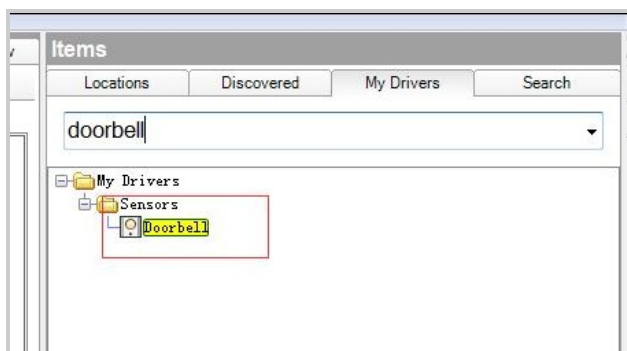 Items
Locations Discovered My Drivers Search
doorbell
My Drivers
Sensors
Doorbell